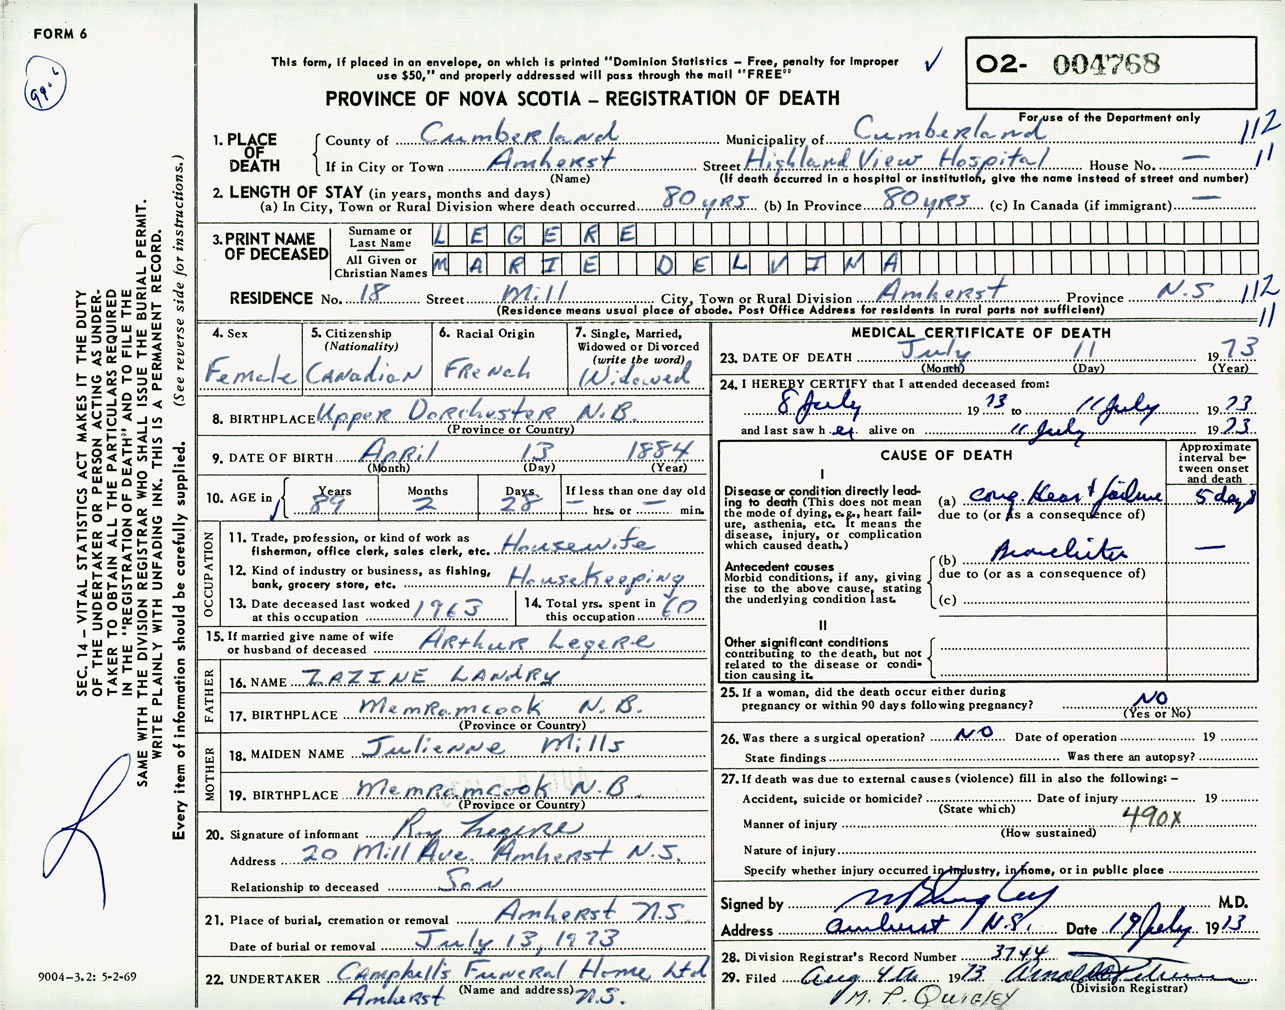 FORM 6
99.6
This form, if placed in an envelope, on which is printed "Dominion Statistics – Free, penalty for improper
use $50," and properly addressed will pass through the mail "FREE"
PROVINCE OF NOVA SCOTIA – REGISTRATION OF DEATH
02- 004768
For use of the Department only
SEC. 14 – VITAL STATISTICS ACT MAKES IT THE DUTY
OF THE UNDERTAKER OR PERSON ACTING AS UNDER-
TAKER TO OBTAIN ALL THE PARTICULARS REQUIRED
IN THE "REGISTRATION OF DEATH" AND TO FILE THE
SAME WITH THE DIVISION REGISTRAR WHO SHALL ISSUE THE BURIAL PERMIT.
WRITE PLAINLY WITH UNFADING INK. THIS IS A PERMANENT RECORD.
Every item of information should be carefully supplied. (See reverse side for instructions.)
1. PLACE OF DEATH
County of Cumberland Municipality of Cumberland 112
If in City or Town Amherst Street Highland View Hospital House No. — 11
(Name) (If death occurred in a hospital or institution, give the name instead of street and number)
2. LENGTH OF STAY (in years, months and days)
(a) In City, Town or Rural Division where death occurred 80 yrs (b) In Province 80 yrs (c) In Canada (if immigrant) —
3. PRINT NAME OF DECEASED
Surname or Last Name LEGERE
All Given or Christian Names MARIE DELVINA
RESIDENCE No. 18 Street Mill City, Town or Rural Division Amherst Province N.S. 112
(Residence means usual place of abode. Post Office Address for residents in rural parts not sufficient) 11
4. Sex
Female
5. Citizenship
(Nationality)
Canadian
6. Racial Origin
French
7. Single, Married,
Widowed or Divorced
(write the word)
Widowed
8. BIRTHPLACE Upper Dorchester N.B.
(Province or Country)
9. DATE OF BIRTH April 13 1884
(Month) (Day) (Year)
10. AGE in
Years Months Days If less than one day old
89 2 28 — hrs. or — min.
OCCUPATION
11. Trade, profession, or kind of work as
fisherman, office clerk, sales clerk, etc. Housewife
12. Kind of industry or business, as fishing,
bank, grocery store, etc. Housekeeping
13. Date deceased last worked
at this occupation 1963
14. Total yrs. spent in
this occupation 60
15. If married give name of wife
or husband of deceased Arthur Legere
FATHER
16. NAME ZAZINE LANDRY
17. BIRTHPLACE Memramcook N.B.
(Province or Country)
MOTHER
18. MAIDEN NAME Julienne Mills
19. BIRTHPLACE Memramcook N.B.
(Province or Country)
20. Signature of informant Roy Legere
Address 20 Mill Ave. Amherst N.S.
Relationship to deceased Son
21. Place of burial, cremation or removal Amherst N.S.
Date of burial or removal July 13, 1973
22. UNDERTAKER Campbell's Funeral Home Ltd
(Name and address)
Amherst N.S.
9004-3.2: 5-2-69
MEDICAL CERTIFICATE OF DEATH
23. DATE OF DEATH July 11 1973
(Month) (Day) (Year)
24. I HEREBY CERTIFY that I attended deceased from:
8 July 1973 to 11 July 1973
and last saw her alive on 11 July 1973
CAUSE OF DEATH
Approximate
interval be-
tween onset
and death
I
Disease or condition directly lead-
ing to death (This does not mean
the mode of dying, e.g., heart fail-
ure, asthenia, etc. It means the
disease, injury, or complication
which caused death.)
(a) Cong Heart failure 5 days
due to (or as a consequence of)
Antecedent causes
Morbid conditions, if any, giving
rise to the above cause, stating
the underlying condition last.
(b) Bronchitis —
due to (or as a consequence of)
(c)
II
Other significant conditions
contributing to the death, but not
related to the disease or condi-
tion causing it.
25. If a woman, did the death occur either during
pregnancy or within 90 days following pregnancy? NO
(Yes or No)
26. Was there a surgical operation? NO Date of operation 19
State findings Was there an autopsy?
27. If death was due to external causes (violence) fill in also the following:–
Accident, suicide or homicide? Date of injury 19
(State which)
Manner of injury 490X
(How sustained)
Nature of injury
Specify whether injury occurred in industry, in home, or in public place
Signed by M.D.
Address Amherst N.S. Date 19 July 1973
28. Division Registrar's Record Number 3744
29. Filed Aug 4th 1973
(Division Registrar)
M. P. QUIGLEY